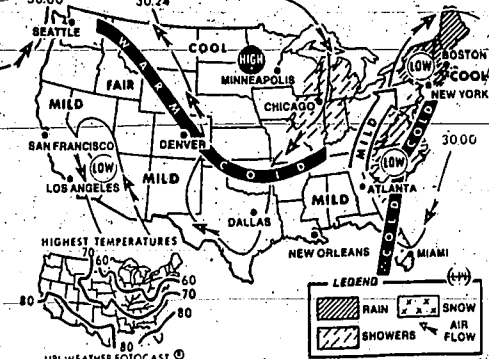 30.00
30.24
SEATTLE
WARM
COOL
HIGH
MINNEAPOLIS
BOSTON
LOW
COOL
NEW YORK
FAIR
MILD
CHICAGO
MILD
COLD
30.00
SAN FRANCISCO
DENVER
COLD
LOW
LOW
LOS ANGELES
MILD
MILD
ATLANTA
DALLAS
COLD
HIGHEST TEMPERATURES
NEW ORLEANS
MIAMI
70
60
60
70
80
80
80
LEGEND
RAIN
SNOW
SHOWERS
AIR
FLOW
UPI WEATHER FOTOCAST ®